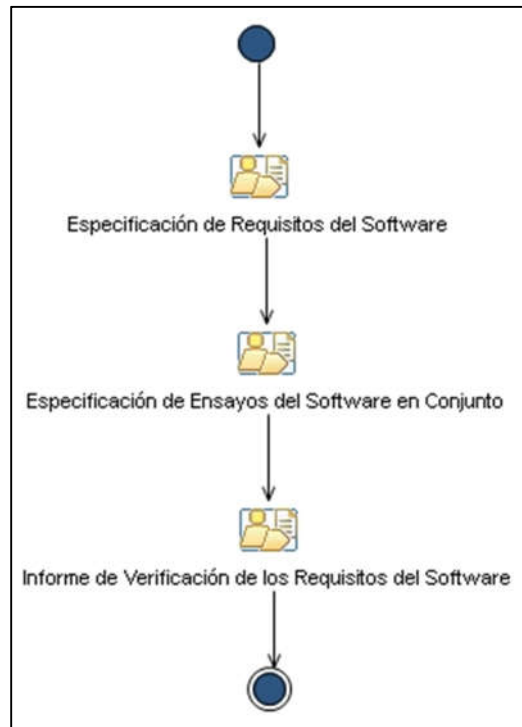 Especificación de Requisitos del Software
Especificación de Ensayos del Software en Conjunto
Informe de Verificación de los Requisitos del Software